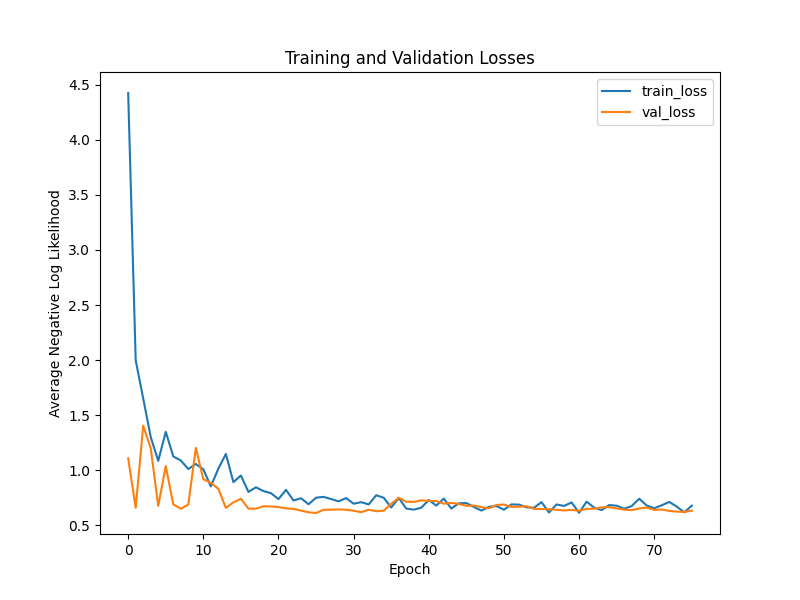 Training and Validation Losses
train_loss
val_loss
Average Negative Log Likelihood
4.5
4.0
3.5
3.0
2.5
2.0
1.5
1.0
0.5
0 10 20 30 40 50 60 70
Epoch